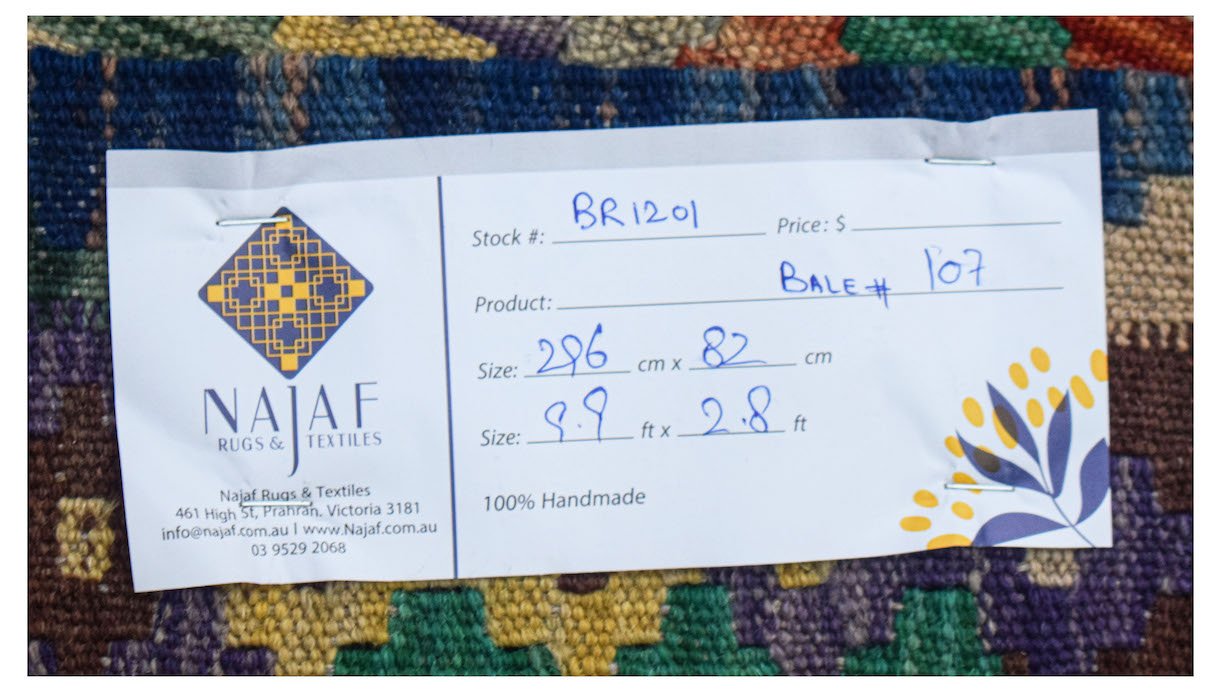 NAJAF
RUGS & TEXTILES
Najaf Rugs & Textiles
461 High St, Prahran, Victoria 3181
info@najaf.com.au | www.Najaf.com.au
03 9529 2068
Stock #: BR1201 Price: $
Product: BALE# 107
Size: 296 cm x 82 cm
Size: 9.9 ft x 2.8 ft
100% Handmade